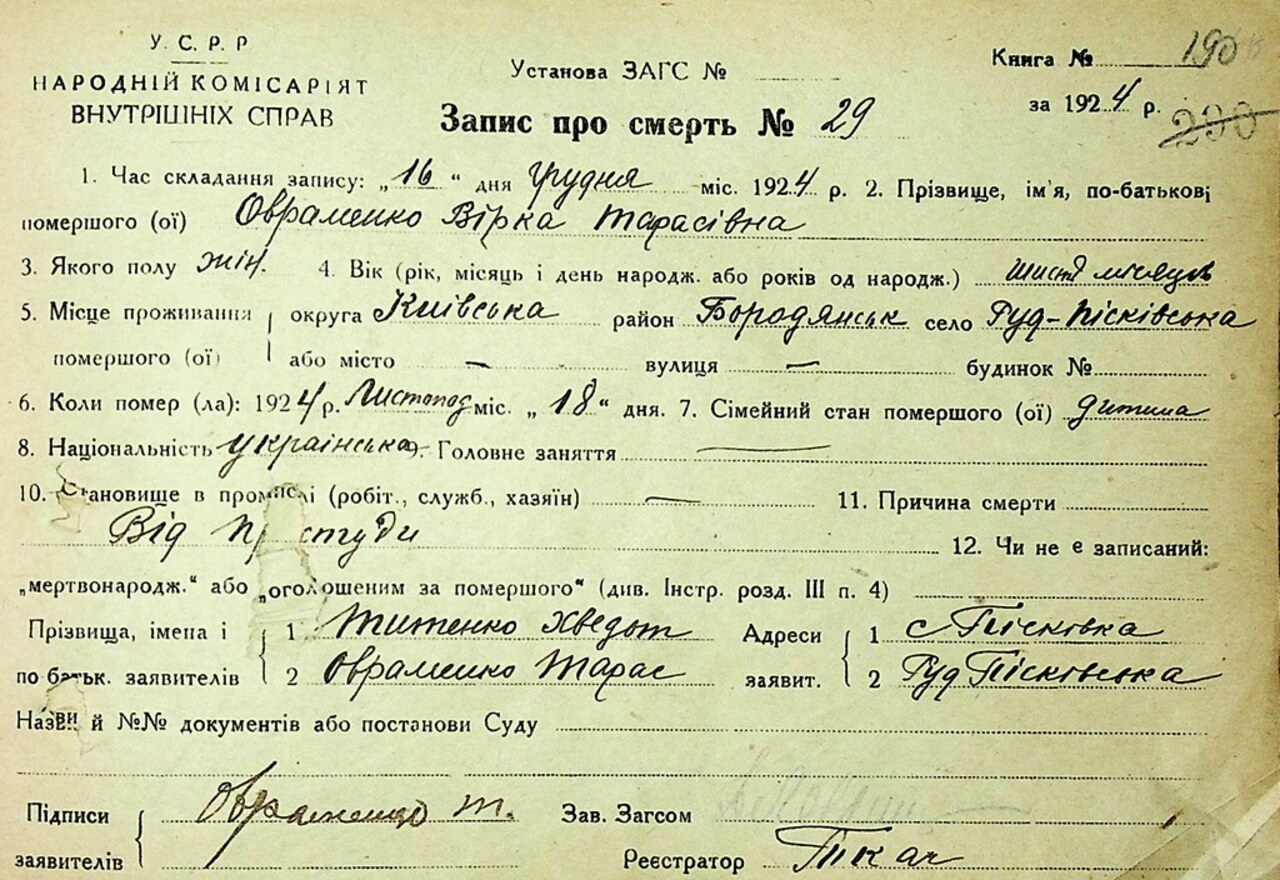 У. С. Р. Р
НАРОДНІЙ КОМІСАРІЯТ
ВНУТРІШНІХ СПРАВ
Установа ЗАГС №
Книга № 190
за 1924 р.
290
Запис про смерть № 29
1. Час складання запису: „16“ дня Грудня міс. 1924 р. 2. Прізвище, ім'я, по-батькові
помершого (ої) Овраменко Вірка Тарасівна
3. Якого полу жін. 4. Вік (рік, місяць і день народж. або років од народж.) шисть місяців
5. Місце проживання округа Київська район Бородянськ село Руд-Пісківська
помершого (ої) або місто — вулиця — будинок №
6. Коли помер (ла): 1924 р. Листопад міс. „18“ дня. 7. Сімейний стан помершого (ої) дитина
8. Національність українська 9. Головне заняття —
10. Становище в промислі (робіт., служб., хазяїн) — 11. Причина смерти
Від простуди 12. Чи не є записаний:
„мертвонародж.“ або „оголошеним за помершого“ (див. Інстр. розд. III п. 4)
Прізвища, імена і 1 Титенко Хведот Адреси 1 с Пісківка
по батьк. заявителів 2 Овраменко Тарас заявит. 2 Руд Пісківська
Назви й №№ документів або постанови Суду
Підписи Овраменко Т. Зав. Загсом
заявителів Реєстратор Ткач